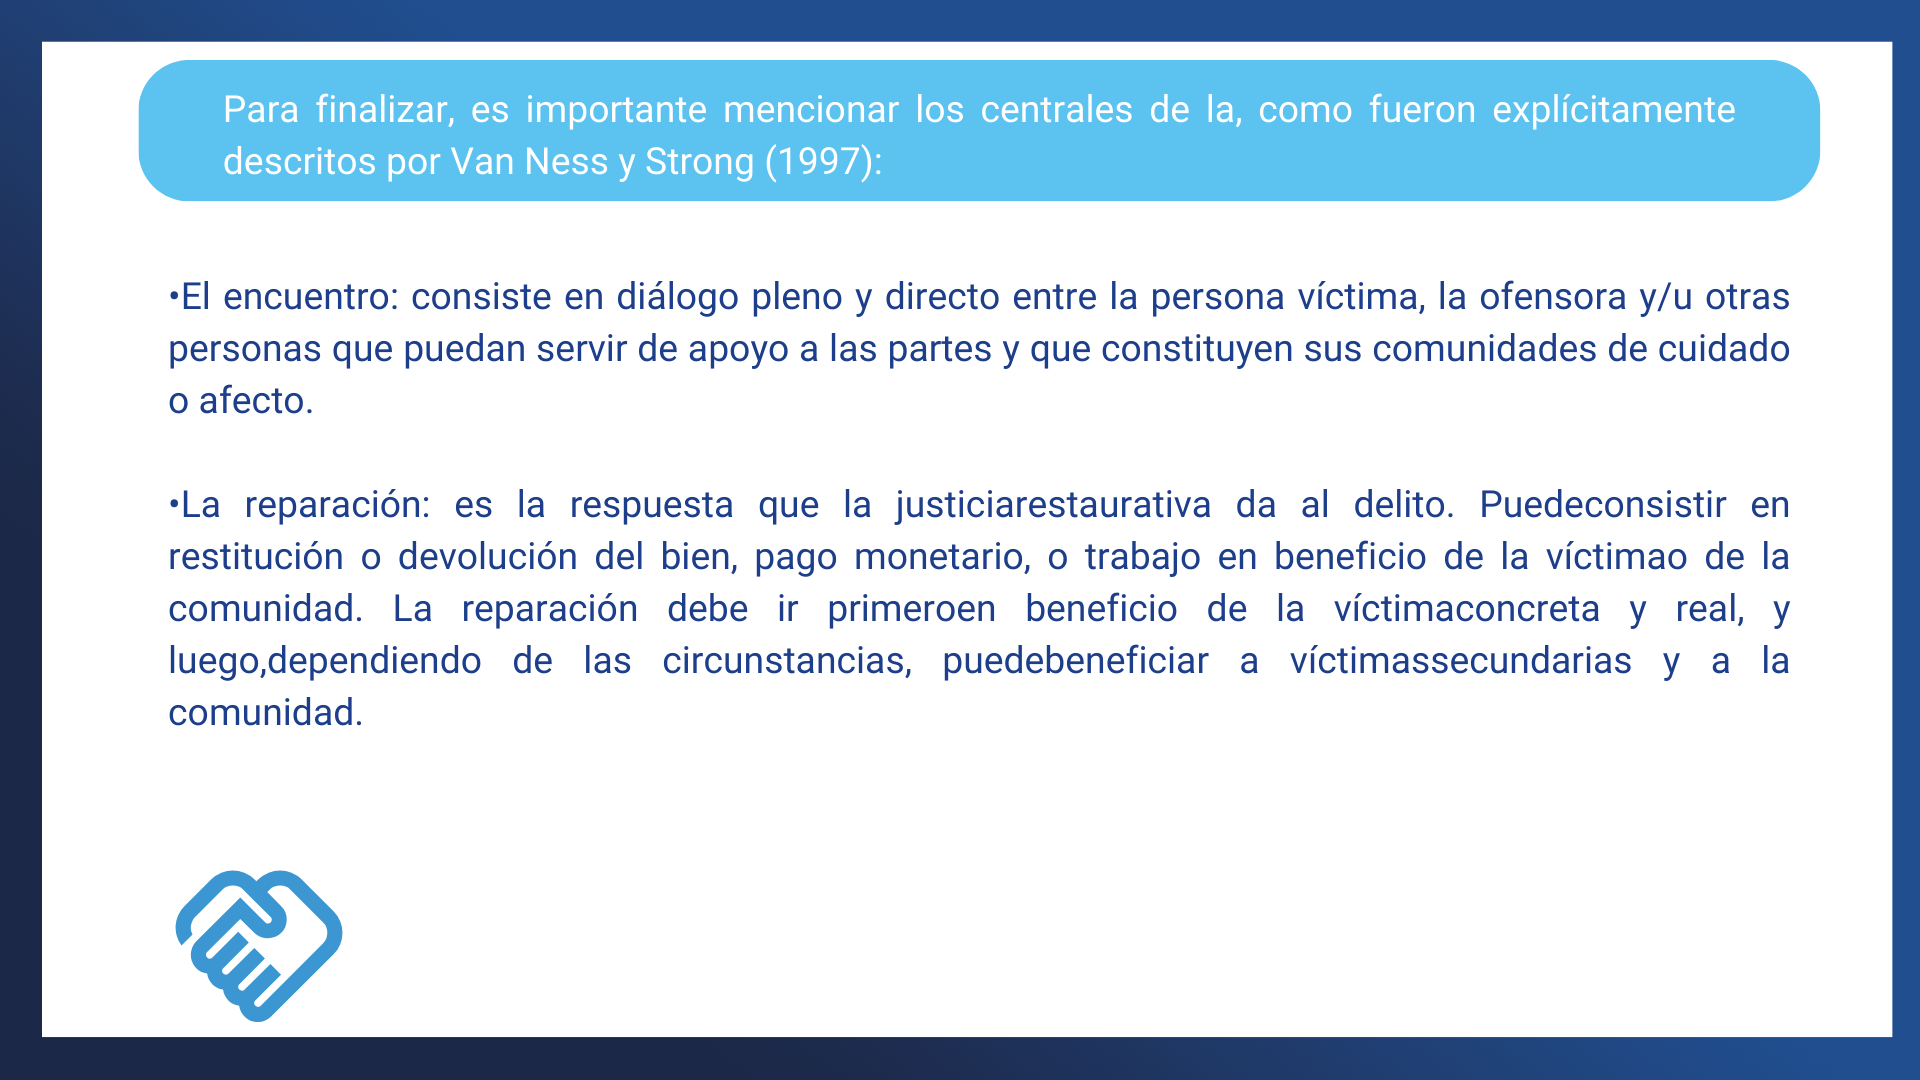 Para finalizar, es importante mencionar los centrales de la, como fueron explícitamente
descritos por Van Ness y Strong (1997):
•El encuentro: consiste en diálogo pleno y directo entre la persona víctima, la ofensora y/u otras
personas que puedan servir de apoyo a las partes y que constituyen sus comunidades de cuidado
o afecto.
•La reparación: es la respuesta que la justiciarestaurativa da al delito. Puedeconsistir en
restitución o devolución del bien, pago monetario, o trabajo en beneficio de la víctimao de la
comunidad. La reparación debe ir primeroen beneficio de la víctimaconcreta y real, y
luego,dependiendo de las circunstancias, puedebeneficiar a víctimassecundarias y a la
comunidad.